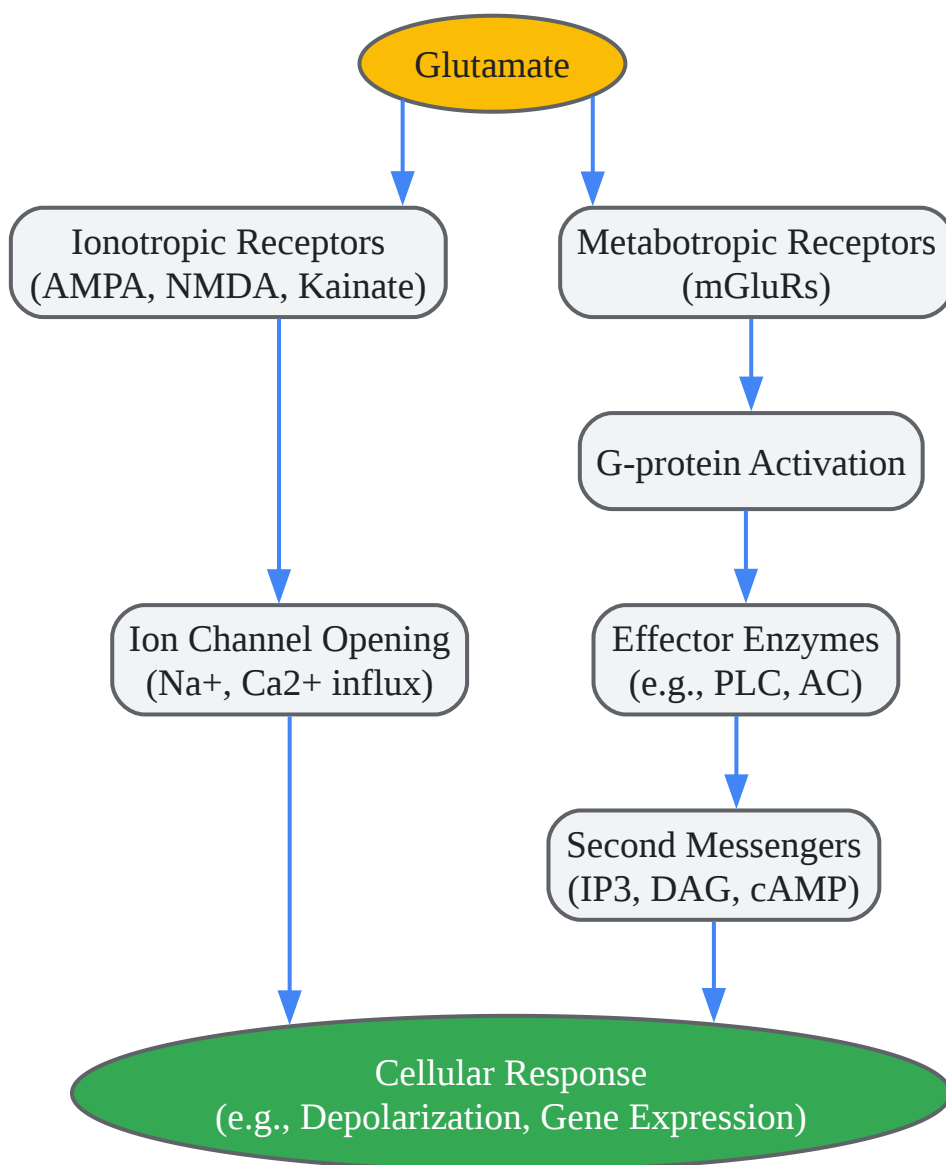 Glutamate
Ionotropic Receptors
(AMPA, NMDA, Kainate)
Metabotropic Receptors
(mGluRs)
G-protein Activation
Ion Channel Opening
(Na+, Ca2+ influx)
Effector Enzymes
(e.g., PLC, AC)
Second Messengers
(IP3, DAG, cAMP)
Cellular Response
(e.g., Depolarization, Gene Expression)